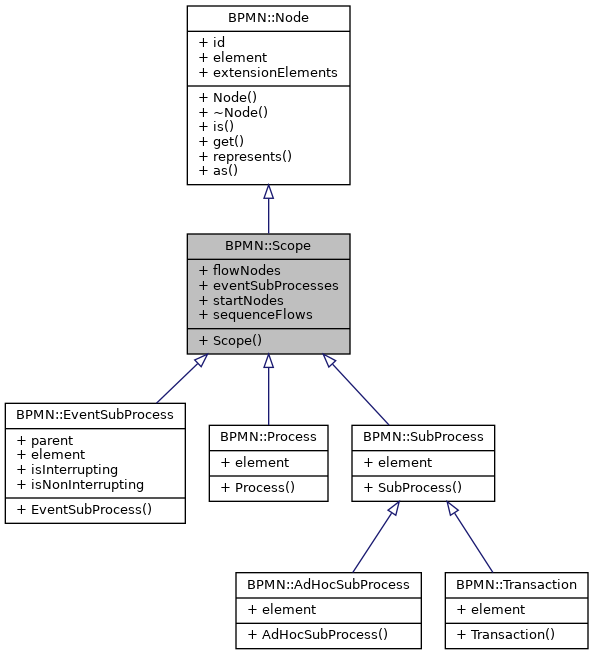 BPMN::Node
+ id
+ element
+ extensionElements
+ Node()
+ ~Node()
+ is()
+ get()
+ represents()
+ as()
BPMN::Scope
+ flowNodes
+ eventSubProcesses
+ startNodes
+ sequenceFlows
+ Scope()
BPMN::EventSubProcess
+ parent
+ element
+ isInterrupting
+ isNonInterrupting
+ EventSubProcess()
BPMN::Process
+ element
+ Process()
BPMN::SubProcess
+ element
+ SubProcess()
BPMN::AdHocSubProcess
+ element
+ AdHocSubProcess()
BPMN::Transaction
+ element
+ Transaction()